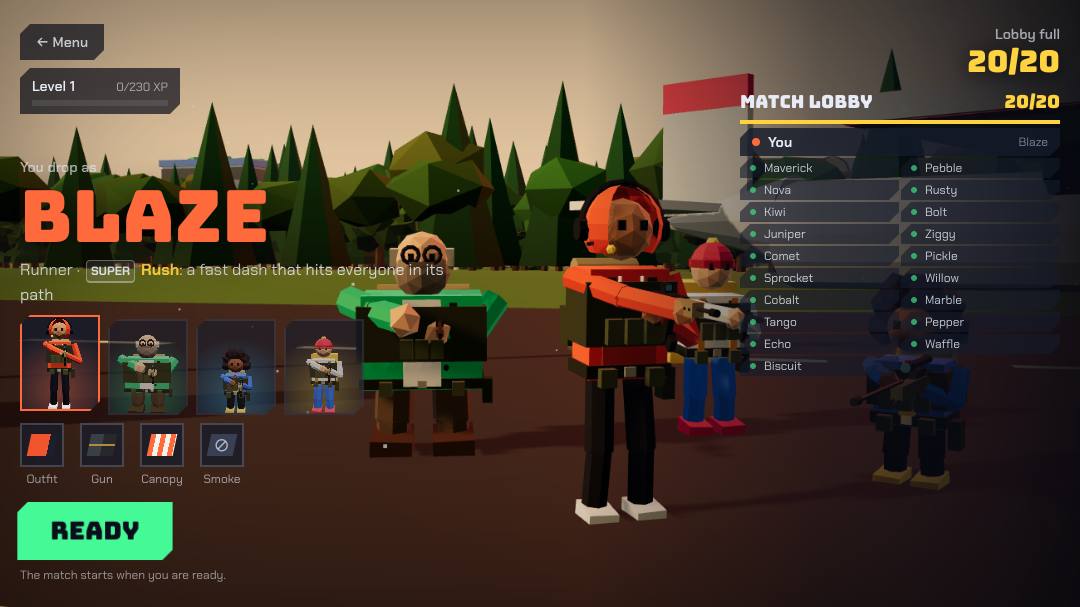 ← Menu
Level 1 0/230 XP
Lobby full
20/20
MATCH LOBBY 20/20
You Blaze
Maverick Pebble
Nova Rusty
Kiwi Bolt
Juniper Ziggy
Comet Pickle
Sprocket Willow
Cobalt Marble
Tango Pepper
Echo Waffle
Biscuit
You drop as
BLAZE
Runner · SUPER Rush: a fast dash that hits everyone in its
path
Outfit Gun Canopy Smoke
READY
The match starts when you are ready.